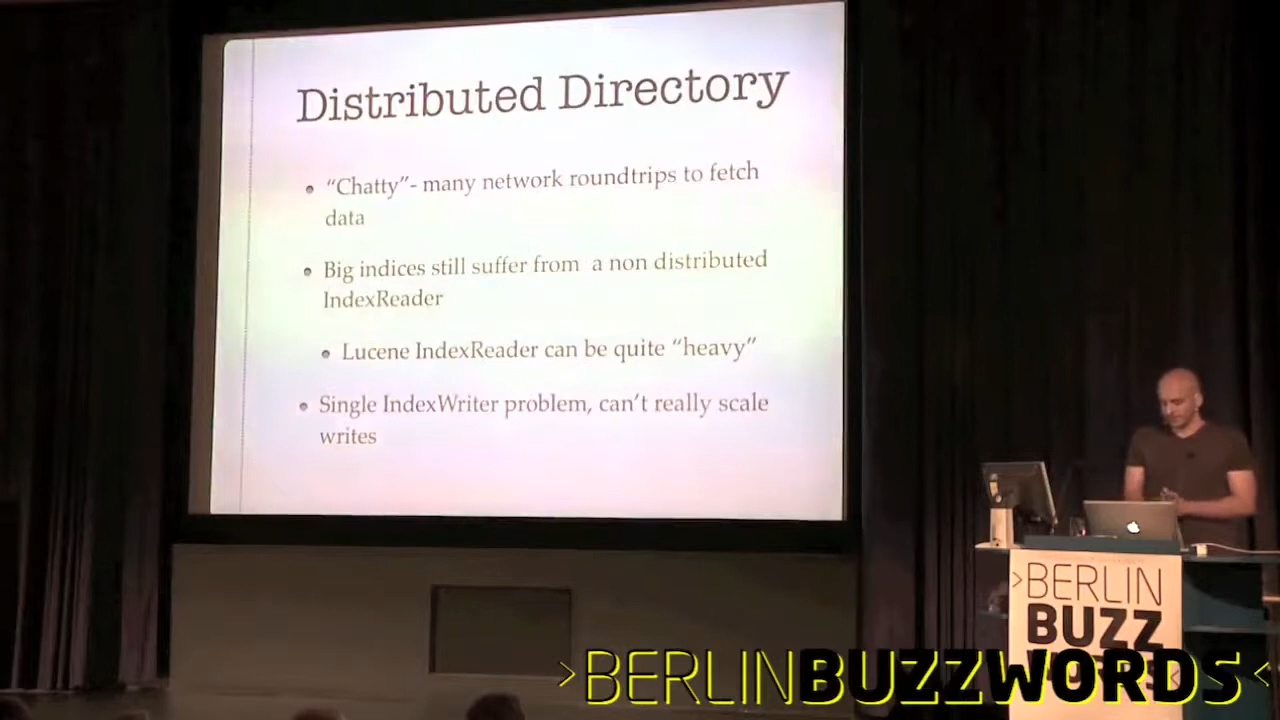 Distributed Directory
• “Chatty”- many network roundtrips to fetch
data
• Big indices still suffer from a non distributed
IndexReader
• Lucene IndexReader can be quite “heavy”
• Single IndexWriter problem, can’t really scale
writes
>BERLIN
BUZZ
>BERLINBUZZWORDS<